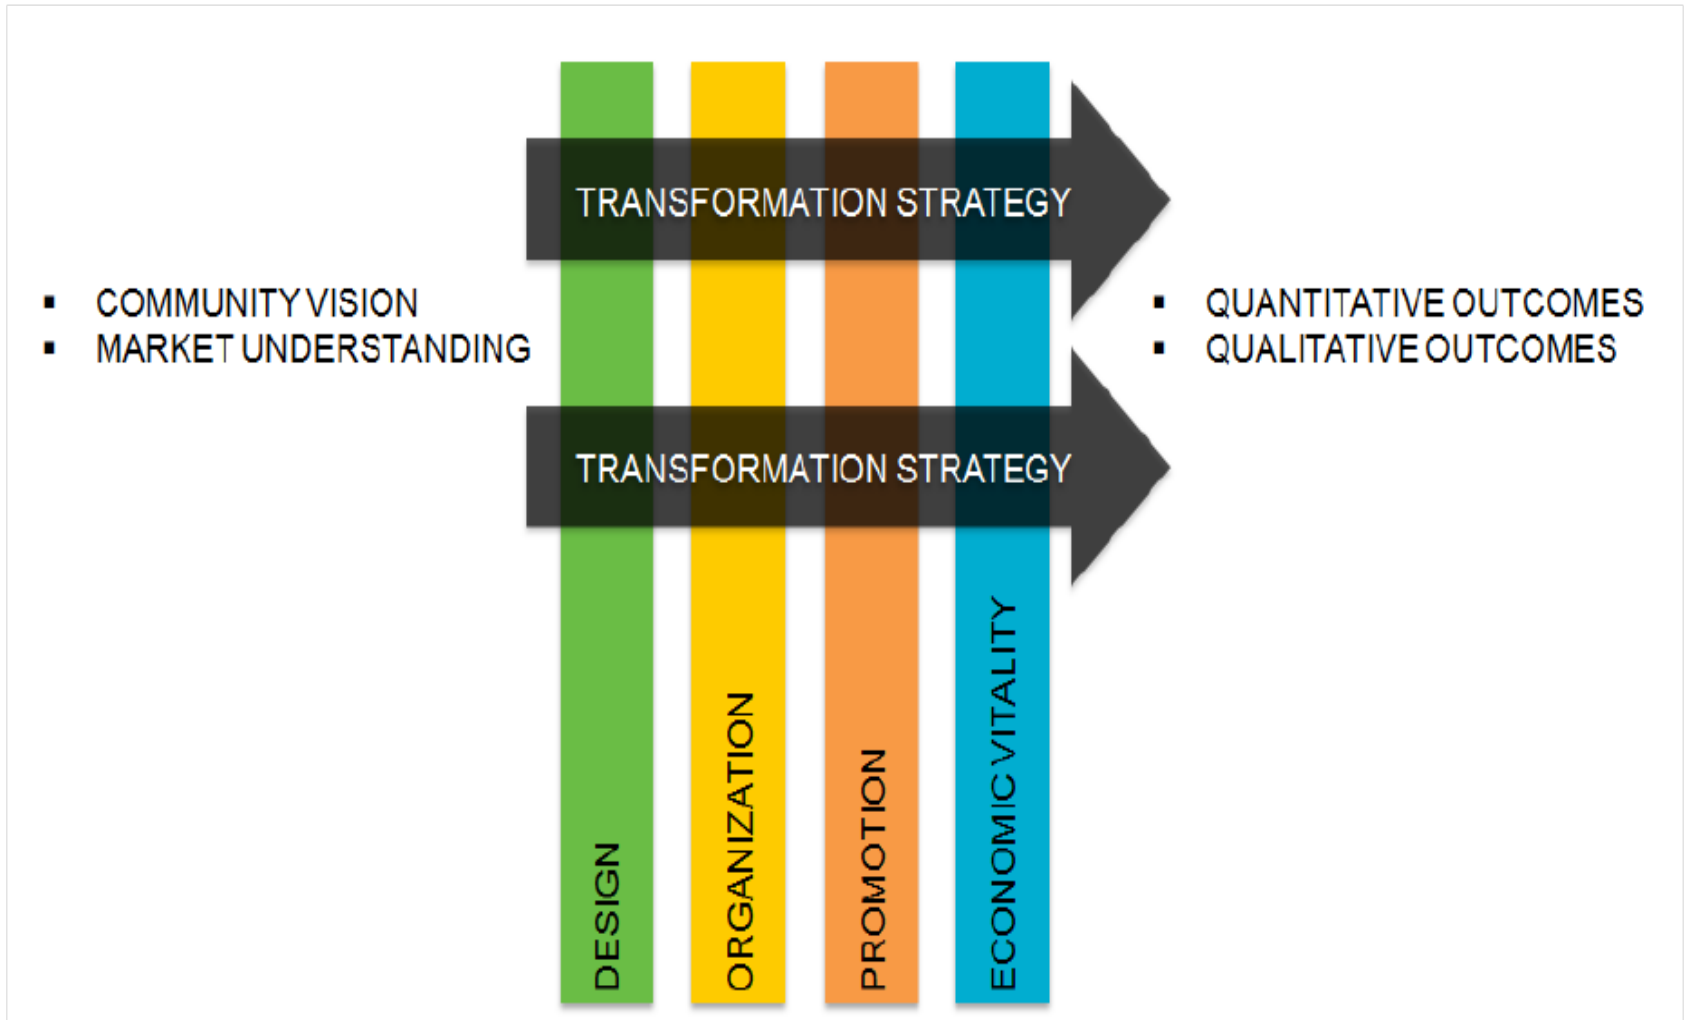 TRANSFORMATION STRATEGY
▪ COMMUNITY VISION
▪ MARKET UNDERSTANDING
▪ QUANTITATIVE OUTCOMES
▪ QUALITATIVE OUTCOMES
TRANSFORMATION STRATEGY
DESIGN
ORGANIZATION
PROMOTION
ECONOMIC VITALITY